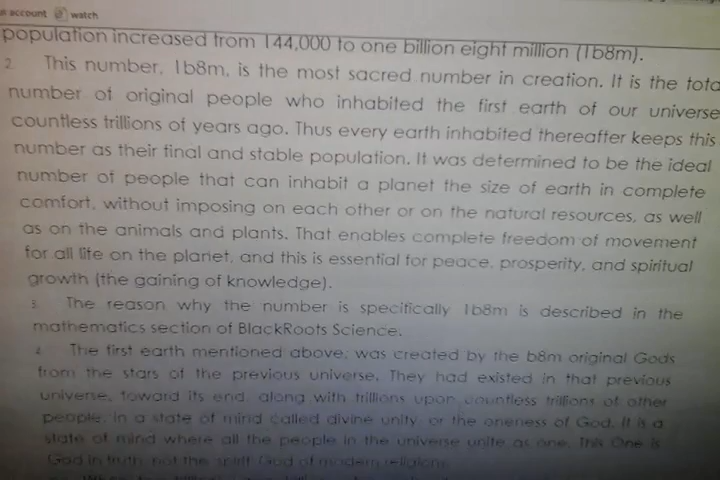 account watch
population increased from 144,000 to one billion eight million (1b8m).
2 This number, 1b8m, is the most sacred number in creation. It is the tota
number of original people who inhabited the first earth of our universe
countless trillions of years ago. Thus every earth inhabited thereafter keeps this
number as their final and stable population. It was determined to be the ideal
number of people that can inhabit a planet the size of earth in complete
comfort, without imposing on each other or on the natural resources, as well
as on the animals and plants. That enables complete freedom of movement
for all life on the planet, and this is essential for peace, prosperity, and spiritual
growth (the gaining of knowledge).
3 The reason why the number is specifically 1b8m is described in the
mathematics section of BlackRoots Science.
4 The first earth mentioned above, was created by the b8m original Gods
from the stars of the previous universe. They had existed in that previous
universe, toward its end, along with trillions upon countless trillions of other
people, in a state of mind called divine unity or the oneness of God. It is a
state of mind where all the people in the universe unite as one. This One is
God in truth, not the spirit God of modern religions.